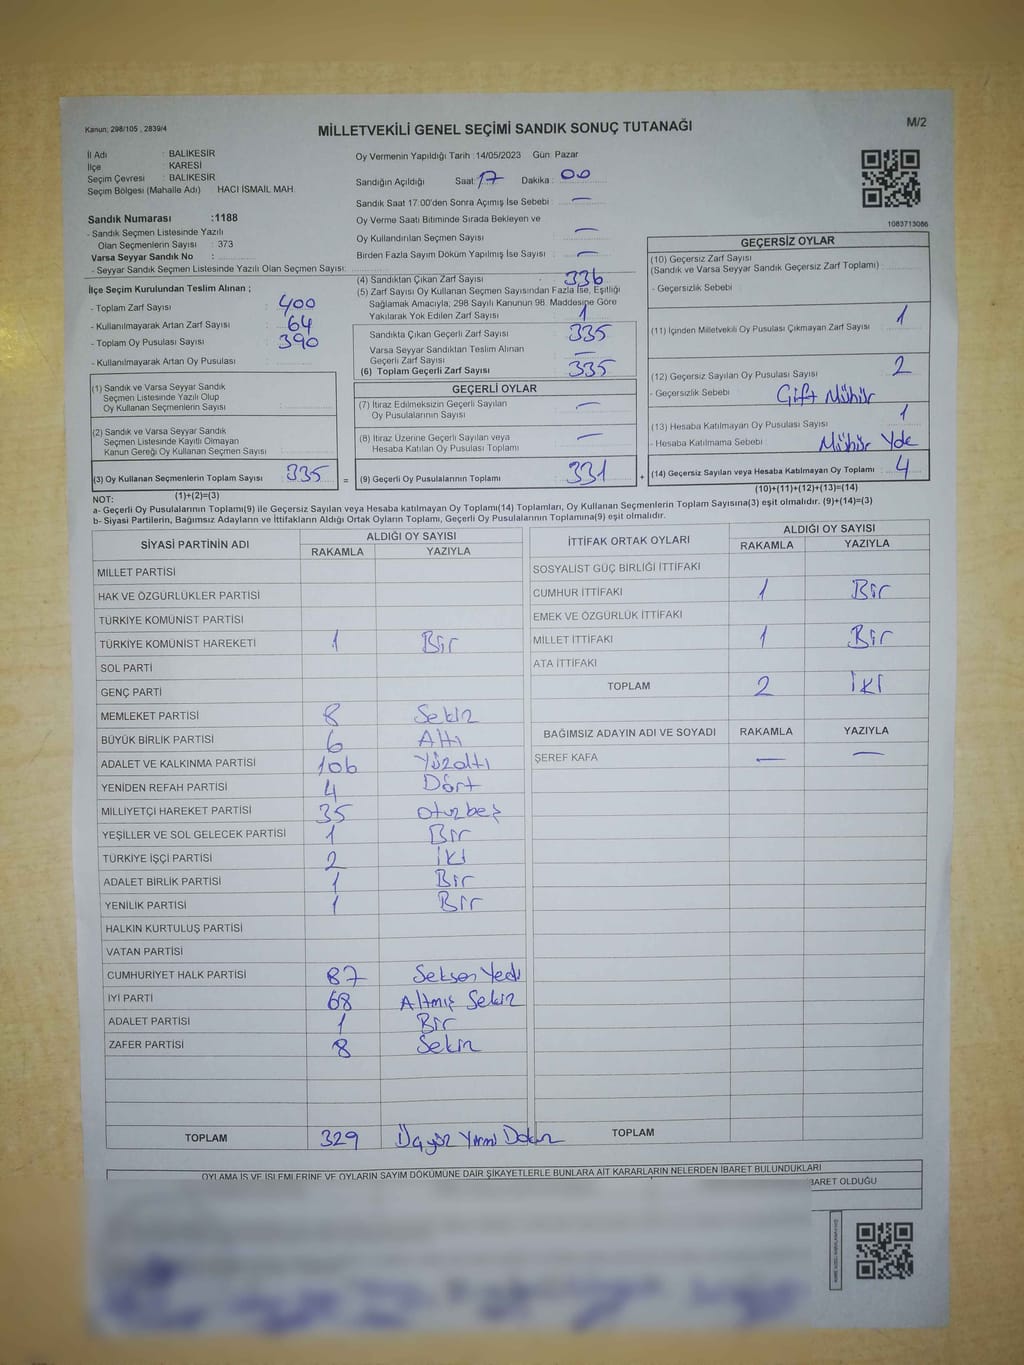 Kanun; 298/105 , 2839/4
MİLLETVEKİLİ GENEL SEÇİMİ SANDIK SONUÇ TUTANAĞI
M/2
İl Adı : BALIKESİR
İlçe : KARESİ
Seçim Çevresi : BALIKESİR
Seçim Bölgesi (Mahalle Adı) HACI İSMAİL MAH.
Sandık Numarası :1188
- Sandık Seçmen Listesinde Yazılı
Olan Seçmenlerin Sayısı : 373
Varsa Seyyar Sandık No :
- Seyyar Sandık Seçmen Listesinde Yazılı Olan Seçmen Sayısı:
Oy Vermenin Yapıldığı Tarih :14/05/2023 Gün: Pazar
Sandığın Açıldığı Saat: 17 Dakika : 00
Sandık Saat 17:00'den Sonra Açımış İse Sebebi : —
Oy Verme Saati Bitiminde Sırada Bekleyen ve
Oy Kullandırılan Seçmen Sayısı : —
Birden Fazla Sayım Döküm Yapılmış İse Sayısı : —
1083713086
İlçe Seçim Kurulundan Teslim Alınan ;
- Toplam Zarf Sayısı : 400
- Kullanılmayarak Artan Zarf Sayısı : 64
- Toplam Oy Pusulası Sayısı : 390
- Kullanılmayarak Artan Oy Pusulası :
(1) Sandık ve Varsa Seyyar Sandık
Seçmen Listesinde Yazılı Olup
Oy Kullanan Seçmenlerin Sayısı :
(2) Sandık ve Varsa Seyyar Sandık
Seçmen Listesinde Kayıtlı Olmayan
Kanun Gereği Oy Kullanan Seçmen Sayısı :
(3) Oy Kullanan Seçmenlerin Toplam Sayısı : 335
(1)+(2)=(3)
(4) Sandıktan Çıkan Zarf Sayısı : 336
(5) Zarf Sayısı Oy Kullanan Seçmen Sayısından Fazla İse, Eşitliği
Sağlamak Amacıyla; 298 Sayılı Kanunun 98. Maddesine Göre
Yakılarak Yok Edilen Zarf Sayısı : 1
Sandıkta Çıkan Geçerli Zarf Sayısı : 335
Varsa Seyyar Sandıktan Teslim Alınan
Geçerli Zarf Sayısı : —
(6) Toplam Geçerli Zarf Sayısı : 335
GEÇERLİ OYLAR
(7) İtiraz Edilmeksizin Geçerli Sayılan
Oy Pusulalarının Sayısı : —
(8) İtiraz Üzerine Geçerli Sayılan veya
Hesaba Katılan Oy Pusulası Toplamı : —
= (9) Geçerli Oy Pusulalarının Toplamı : 331
GEÇERSİZ OYLAR
(10) Geçersiz Zarf Sayısı
(Sandık ve Varsa Seyyar Sandık Geçersiz Zarf Toplamı) :
- Geçersizlik Sebebi :
(11) İçinden Milletvekili Oy Pusulası Çıkmayan Zarf Sayısı : 1
(12) Geçersiz Sayılan Oy Pusulası Sayısı : 2
- Geçersizlik Sebebi : Çift Mühür
(13) Hesaba Katılmayan Oy Pusulası Sayısı : 1
- Hesaba Katılmama Sebebi : Mühür Yok
+ (14) Geçersiz Sayılan veya Hesaba Katılmayan Oy Toplamı : 4
(10)+(11)+(12)+(13)=(14)
NOT:
a- Geçerli Oy Pusulalarının Toplamı(9) ile Geçersiz Sayılan veya Hesaba katılmayan Oy Toplamı(14) Toplamları, Oy Kullanan Seçmenlerin Toplam Sayısına(3) eşit olmalıdır. (9)+(14)=(3)
b- Siyasi Partilerin, Bağımsız Adayların ve İttifakların Aldığı Ortak Oyların Toplamı, Geçerli Oy Pusulalarının Toplamına(9) eşit olmalıdır.
SİYASİ PARTİNİN ADI ALDIĞI OY SAYISI
RAKAMLA YAZIYLA
MİLLET PARTİSİ
HAK VE ÖZGÜRLÜKLER PARTİSİ
TÜRKİYE KOMÜNİST PARTİSİ
TÜRKİYE KOMÜNİST HAREKETİ 1 Bir
SOL PARTİ
GENÇ PARTİ
MEMLEKET PARTİSİ 8 Sekiz
BÜYÜK BİRLİK PARTİSİ 6 Altı
ADALET VE KALKINMA PARTİSİ 106 Yüzaltı
YENİDEN REFAH PARTİSİ 4 Dört
MİLLİYETÇİ HAREKET PARTİSİ 35 otuzbeş
YEŞİLLER VE SOL GELECEK PARTİSİ 1 Bir
TÜRKİYE İŞÇİ PARTİSİ 2 İki
ADALET BİRLİK PARTİSİ 1 Bir
YENİLİK PARTİSİ 1 Bir
HALKIN KURTULUŞ PARTİSİ
VATAN PARTİSİ
CUMHURİYET HALK PARTİSİ 87 Seksen Yedi
İYİ PARTİ 68 Altmış Sekiz
ADALET PARTİSİ 1 Bir
ZAFER PARTİSİ 8 Sekiz
TOPLAM 329 Üçyüz Yirmi Dokuz
İTTİFAK ORTAK OYLARI ALDIĞI OY SAYISI
RAKAMLA YAZIYLA
SOSYALİST GÜÇ BİRLİĞİ İTTİFAKI
CUMHUR İTTİFAKI 1 Bir
EMEK VE ÖZGÜRLÜK İTTİFAKI
MİLLET İTTİFAKI 1 Bir
ATA İTTİFAKI
TOPLAM 2 İki
BAĞIMSIZ ADAYIN ADI VE SOYADI RAKAMLA YAZIYLA
ŞEREF KAFA — —
TOPLAM
OYLAMA İŞ VE İŞLEMLERİNE VE OYLARIN SAYIM DÖKÜMÜNE DAİR ŞİKAYETLERLE BUNLARA AİT KARARLARIN NELERDEN İBARET BULUNDUKLARI
BARET OLDUĞU